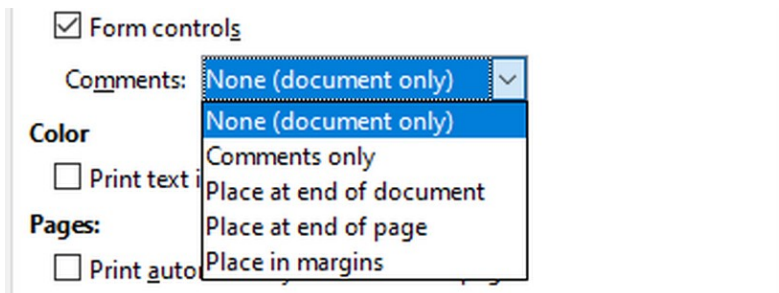 Form controls
Comments: None (document only)
None (document only)
Color
Comments only
Print text i
Place at end of document
Pages:
Place at end of page
Print auto
Place in margins